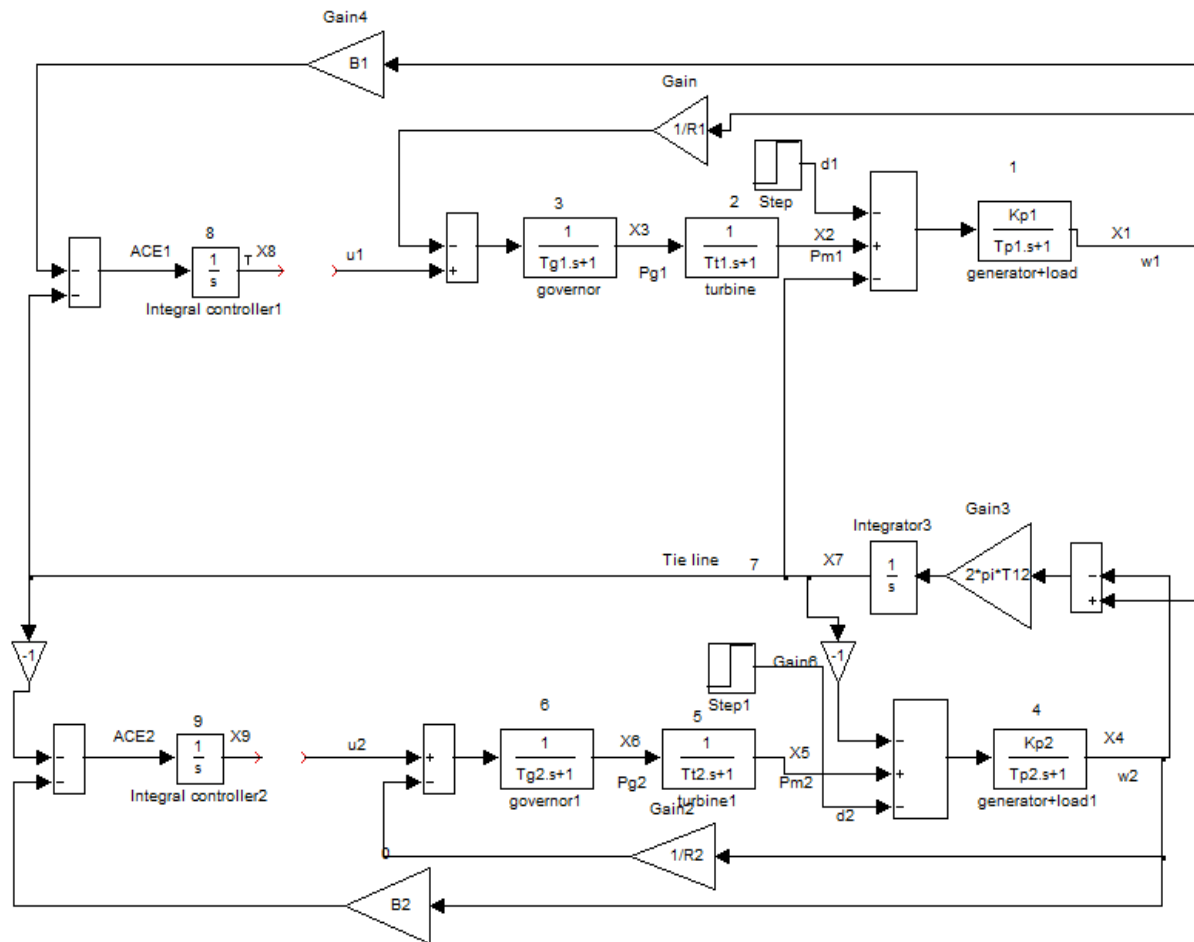 Gain4
B1
Gain
1/R1
d1
Step
1
Kp1
Tp1.s+1
generator+load
X1
w1
3
1
Tg1.s+1
governor
X3
Pg1
2
1
Tt1.s+1
turbine
X2
Pm1
-
+
-
-
+
u1
8
ACE1
1
s
T
X8
Integral controller1
-
-
Gain3
Integrator3
Tie line
7
X7
1
s
2*pi*T12
-
+
-1
-1
Gain6
Step1
9
ACE2
1
s
X9
Integral controller2
-
-
u2
+
-
6
1
Tg2.s+1
governor1
X6
Pg2
5
1
Tt2.s+1
turbine1
X5
Pm2
-
+
-
d2
4
Kp2
Tp2.s+1
generator+load1
X4
w2
Gain2
1/R2
0
B2